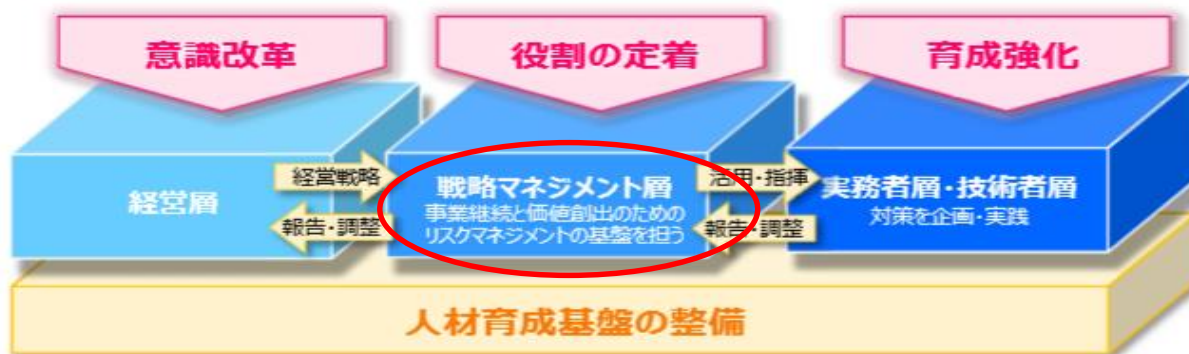 意識改革
役割の定着
育成強化
経営層
経営戦略
報告・調整
戦略マネジメント層
事業継続と価値創出のための
リスクマネジメントの基盤を担う
活用・指揮
報告・調整
実務者層・技術者層
対策を企画・実践
人材育成基盤の整備